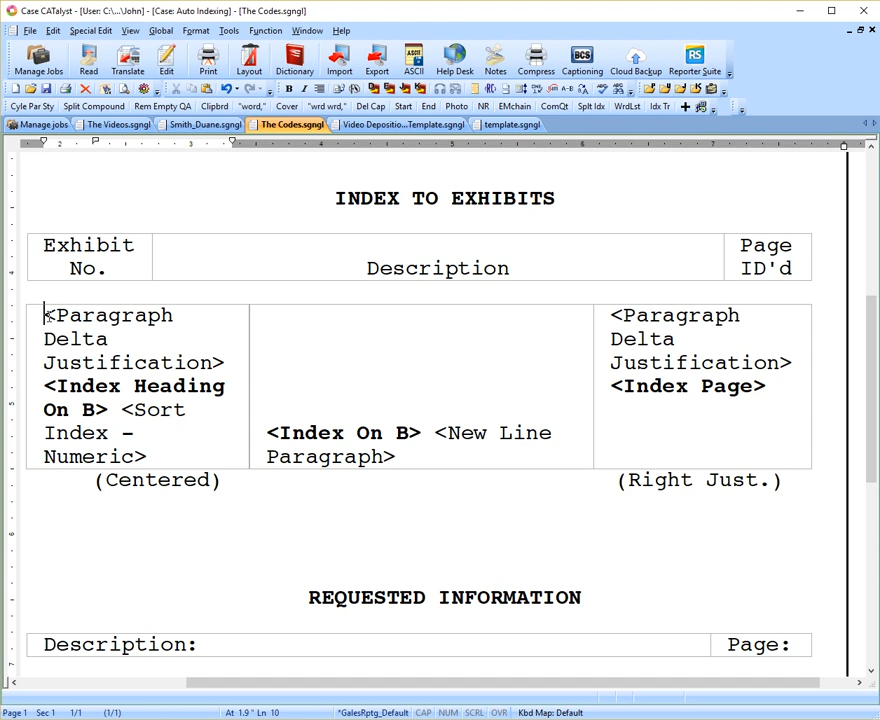 Case CATalyst - [User: C:\...\John] - [Case: Auto Indexing] - [The Codes.sgngl]
File Edit Special Edit View Global Format Tools Function Window Help
Manage Jobs Read Translate Edit Print Layout Dictionary Import Export ASCII Help Desk Notes Compress Captioning Cloud Backup Reporter Suite
Cyle Par Sty Split Compound Rem Empty QA Clipbrd "word," Cover "wrd wrd," Del Cap Start End Photo NR EMchain ComQt Splt Idx WrdLst Idx Tr
Manage jobs The Videos.sgngl Smith_Duane.sgngl The Codes.sgngl Video Depositio...Template.sgngl template.sgngl
2 3 4 5 6 7 8
INDEX TO EXHIBITS
Exhibit Page
No. Description ID'd
<Paragraph <Paragraph
Delta Delta
Justification> Justification>
<Index Heading <Index Page>
On B> <Sort
Index – <Index On B> <New Line
Numeric> Paragraph>
(Centered) (Right Just.)
REQUESTED INFORMATION
Description: Page:
Page 1 Sec 1 1/1 (1/1) At 1.9" Ln 10 *GalesRptg_Default CAP NUM SCRL OVR Kbd Map: Default